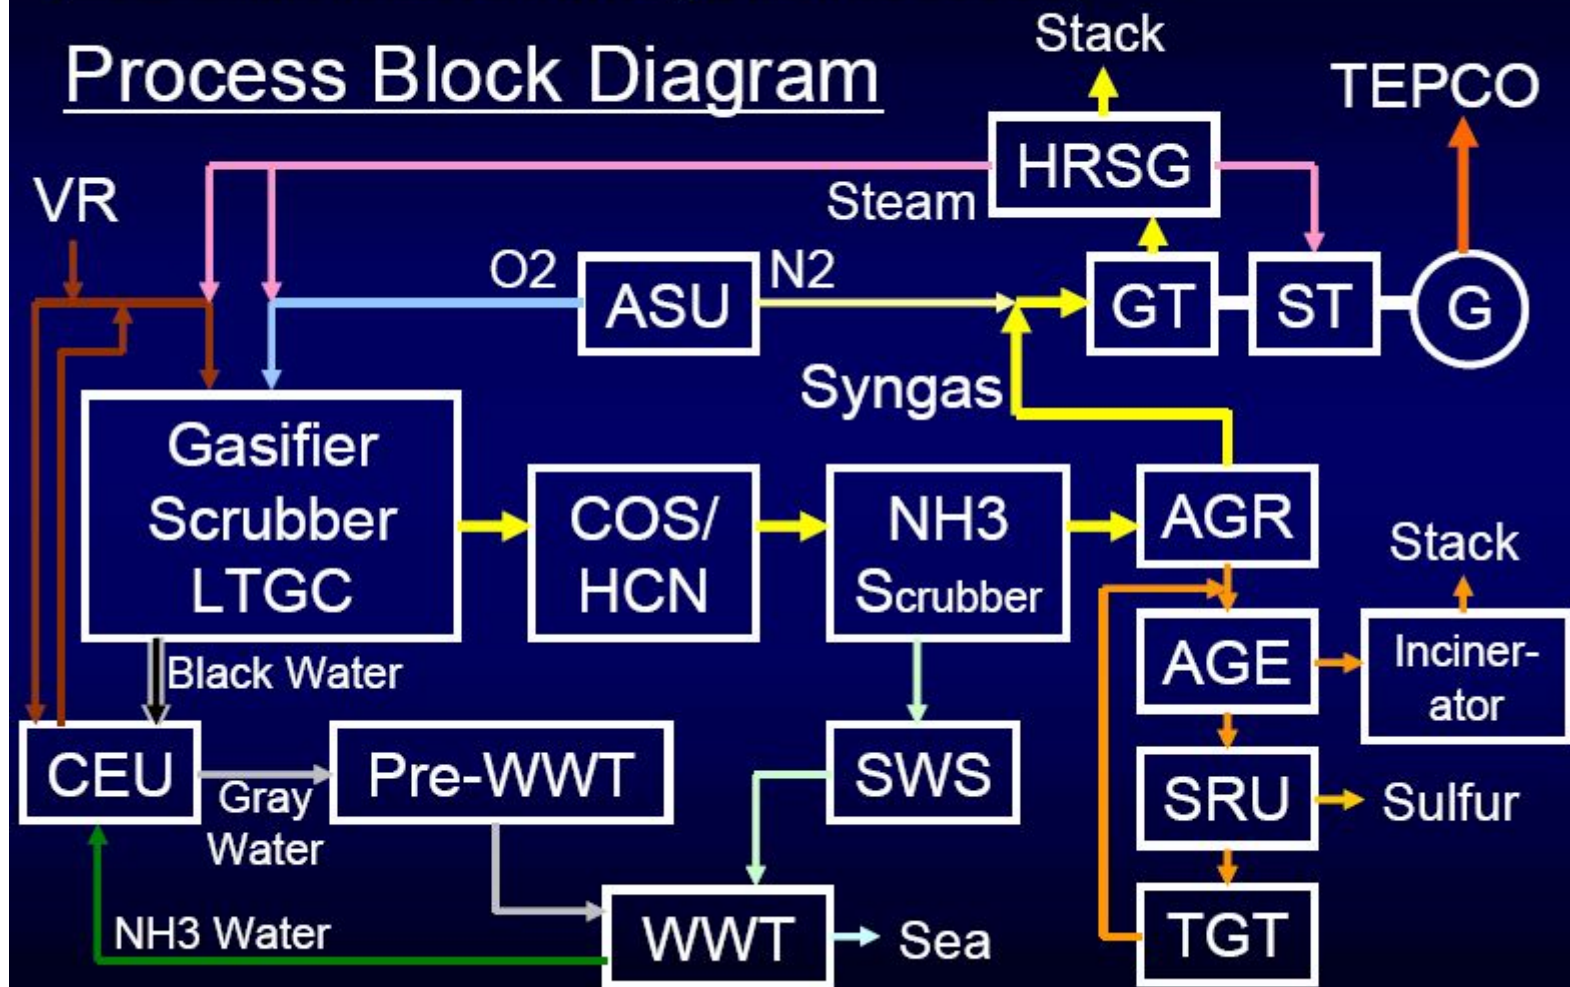 Process Block Diagram
Stack
TEPCO
HRSG
VR
Steam
O2
ASU
N2
GT
ST
G
Syngas
Gasifier
Scrubber
LTGC
COS/
HCN
NH3
Scrubber
AGR
Stack
Black Water
AGE
Inciner-
ator
CEU
Gray
Water
Pre-WWT
SWS
SRU
Sulfur
NH3 Water
WWT
Sea
TGT